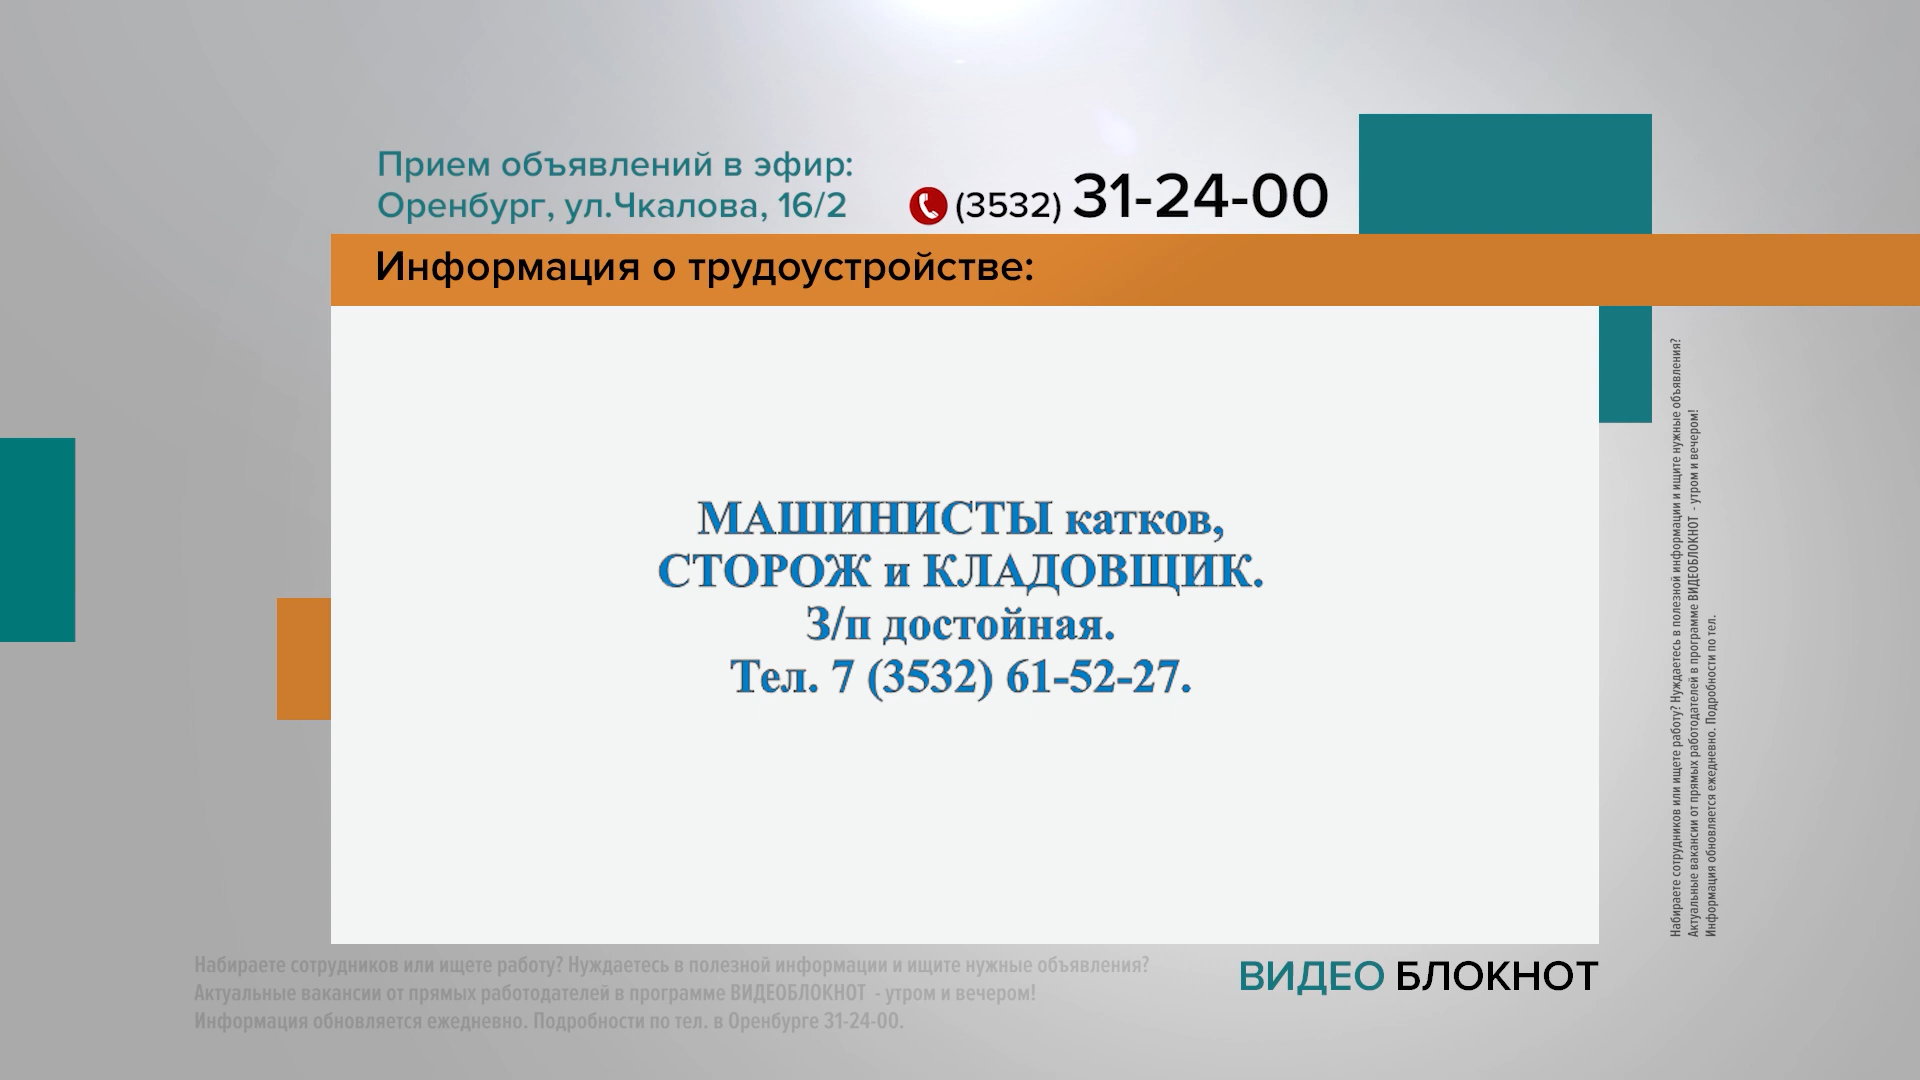 Прием объявлений в эфир:
Оренбург, ул.Чкалова, 16/2
(3532) 31-24-00
Информация о трудоустройстве:
МАШИНИСТЫ катков,
СТОРОЖ и КЛАДОВЩИК.
З/п достойная.
Тел. 7 (3532) 61-52-27.
Набираете сотрудников или ищете работу? Нуждаетесь в полезной информации и ищите нужные объявления?
Актуальные вакансии от прямых работодателей в программе ВИДЕОБЛОКНОТ - утром и вечером!
Информация обновляется ежедневно. Подробности по тел.
Набираете сотрудников или ищете работу? Нуждаетесь в полезной информации и ищите нужные объявления?
Актуальные вакансии от прямых работодателей в программе ВИДЕОБЛОКНОТ - утром и вечером!
Информация обновляется ежедневно. Подробности по тел. в Оренбурге 31-24-00.
ВИДЕО БЛОКНОТ